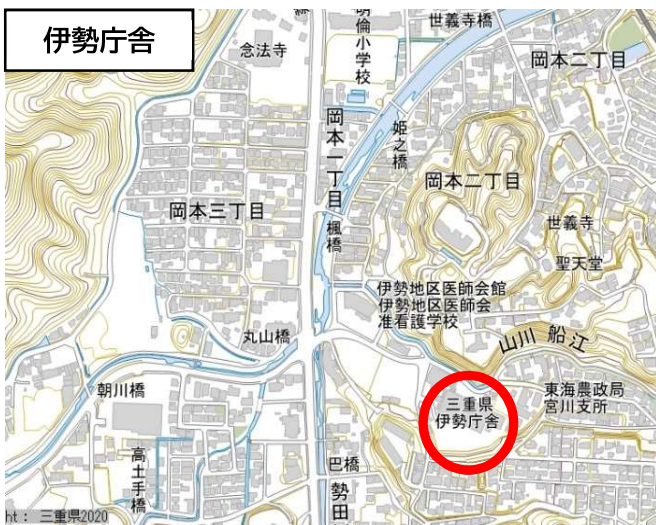 伊勢庁舎
念法寺
明倫小学校
世義寺橋
岡本二丁目
岡本一丁目
姫之橋
岡本二丁目
岡本三丁目
楓橋
世義寺
聖天堂
伊勢地区医師会館
伊勢地区医師会
准看護学校
丸山橋
山川 船江
朝川橋
三重県
伊勢庁舎
東海農政局
宮川支所
高土手橋
巴橋
勢田
ht: 三重県2020